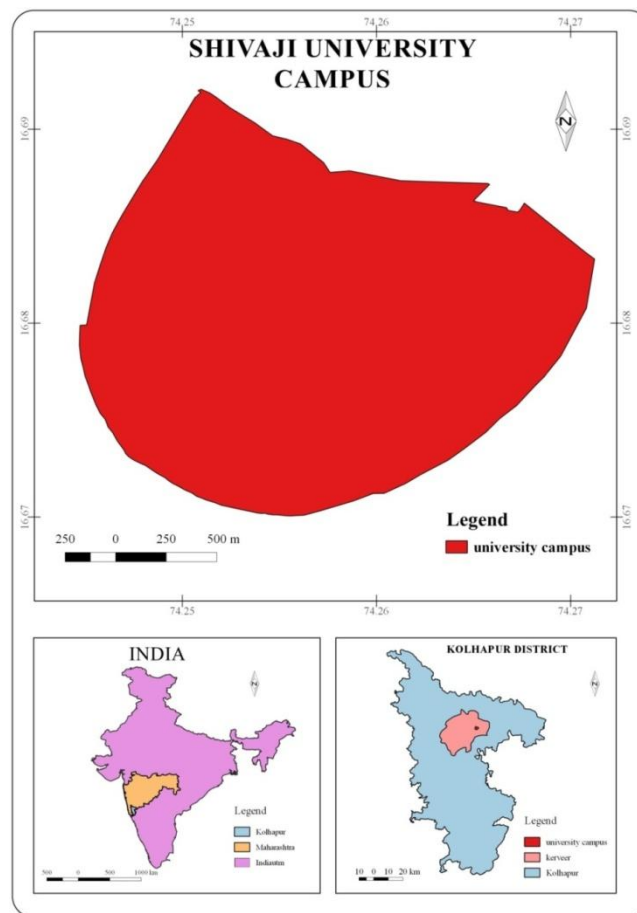 74.25 74.26 74.27
SHIVAJI UNIVERSITY
CAMPUS
N
16.69 16.69
16.68 16.68
16.67 16.67
250 0 250 500 m
Legend
university campus
74.25 74.26 74.27
INDIA
N
Legend
Kolhapur
Maharashtra
Indiautm
500 0 500 1000 km
KOLHAPUR DISTRICT
N
Legend
university campus
kerveer
Kolhapur
10 0 10 20 km